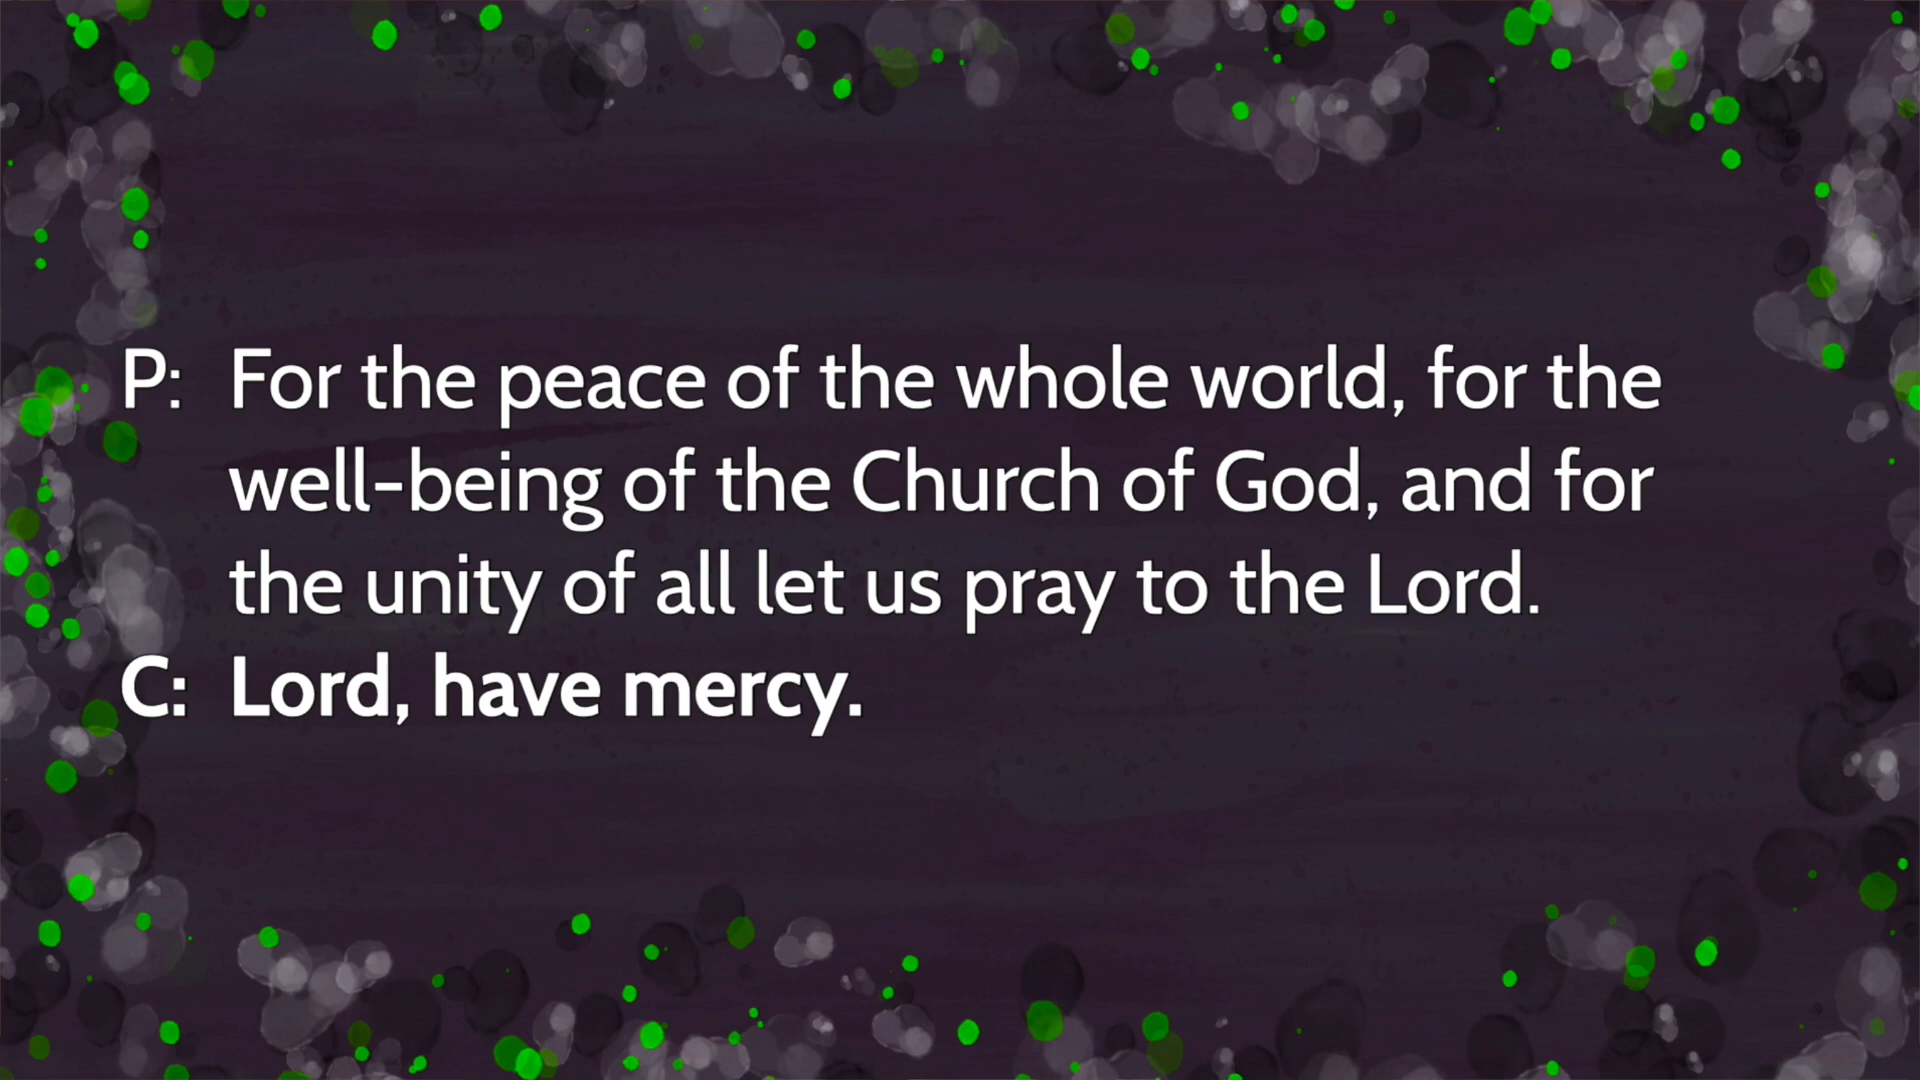 P: For the peace of the whole world, for the
well-being of the Church of God, and for
the unity of all let us pray to the Lord.
C: Lord, have mercy.